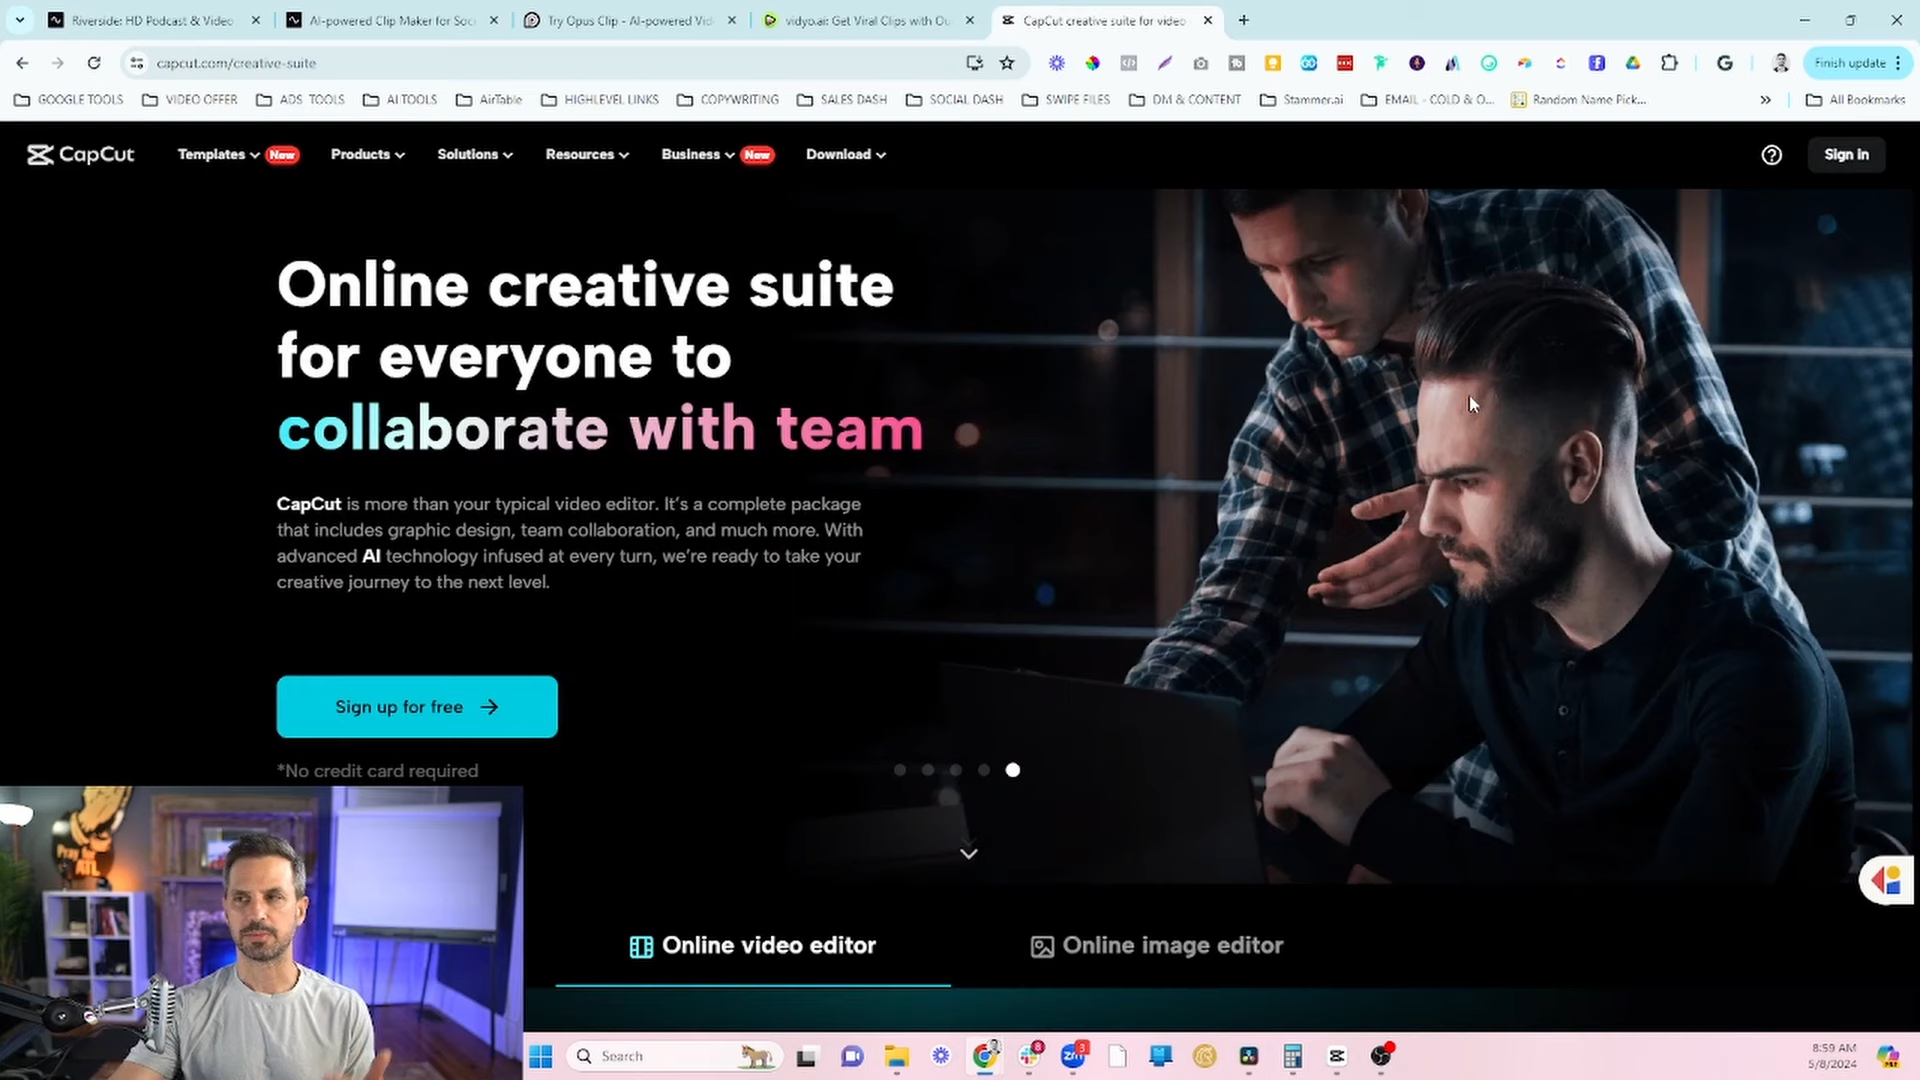 Riverside: HD Podcast & Video
AI-powered Clip Maker for Soc
Try Opus Clip - AI-powered Vid
vidyo.ai: Get Viral Clips with Ou
CapCut creative suite for video
capcut.com/creative-suite
Finish update
GOOGLE TOOLS
VIDEO OFFER
ADS TOOLS
AI TOOLS
AirTable
HIGHLEVEL LINKS
COPYWRITING
SALES DASH
SOCIAL DASH
SWIPE FILES
DM & CONTENT
Stammer.ai
EMAIL - COLD & O...
Random Name Pick...
All Bookmarks
CapCut
Templates New
Products
Solutions
Resources
Business New
Download
Sign in
Online creative suite
for everyone to
collaborate with team
CapCut is more than your typical video editor. It's a complete package
that includes graphic design, team collaboration, and much more. With
advanced AI technology infused at every turn, we're ready to take your
creative journey to the next level.
Sign up for free
*No credit card required
Pray for
ATL
Online video editor
Online image editor
Search
8
zm
3
8:59 AM
5/8/2024